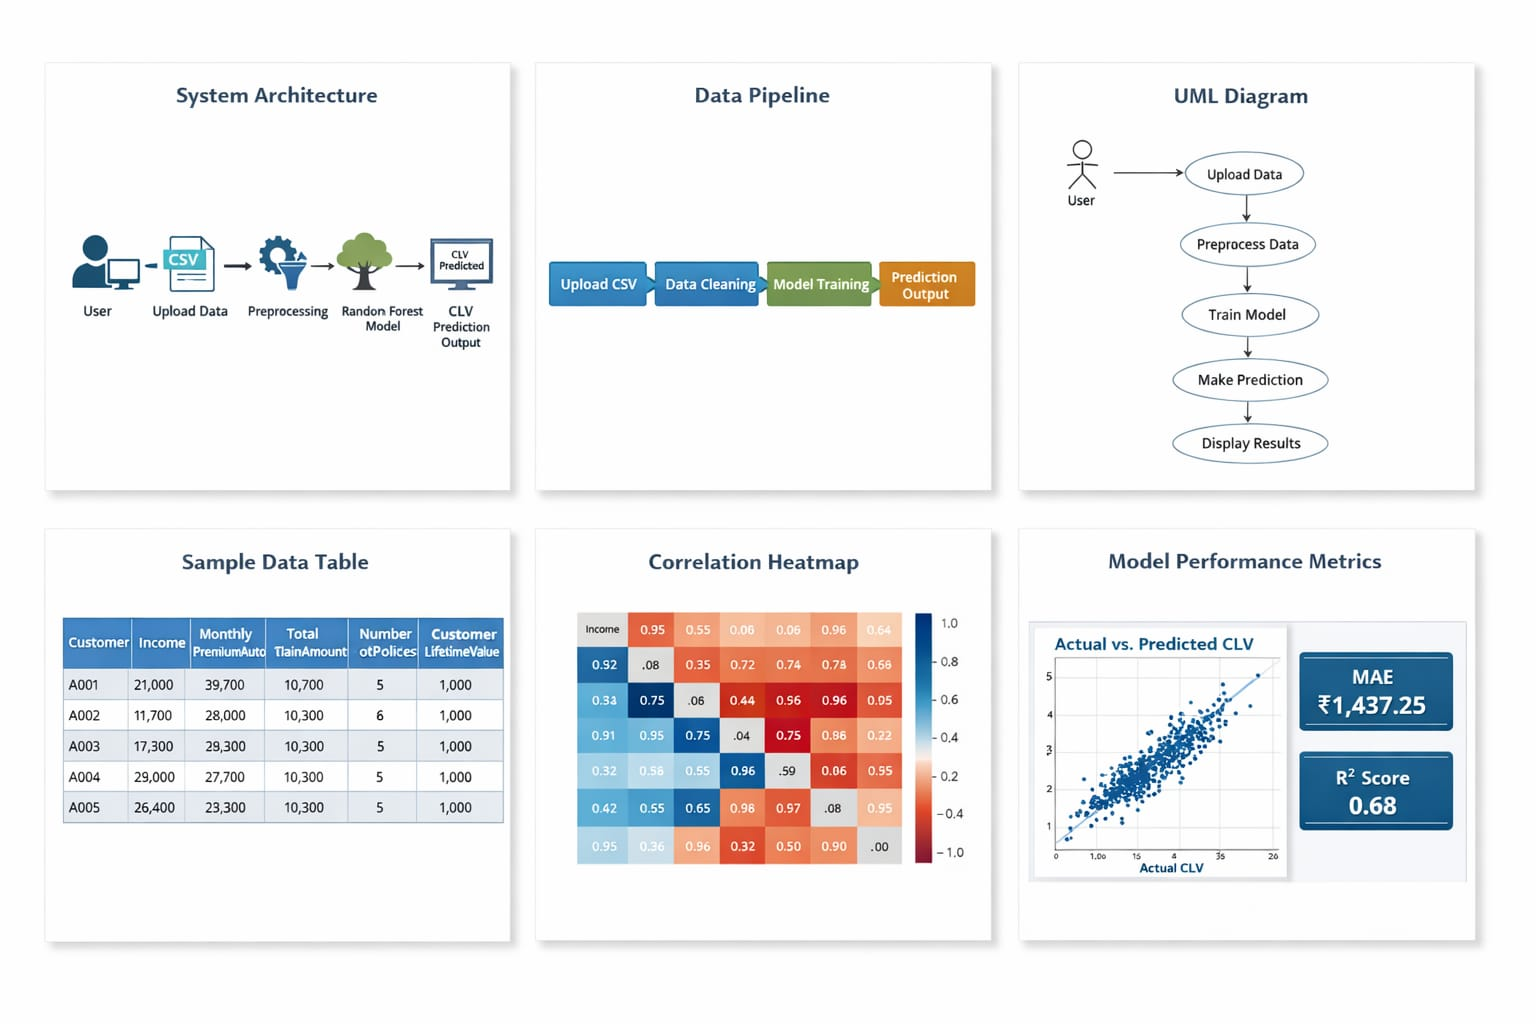 System Architecture
CSV
CLV
Predicted
User
Upload Data
Preprocessing
Random Forest
Model
CLV
Prediction
Output
Data Pipeline
Upload CSV
Data Cleaning
Model Training
Prediction
Output
UML Diagram
User
Upload Data
Preprocess Data
Train Model
Make Prediction
Display Results
Sample Data Table
Customer Income Monthly PremiumAuto Total TlainAmount Number otPolices Customer LifetimeValue
A001 21,000 39,700 10,700 5 1,000
A002 11,700 28,000 10,300 6 1,000
A003 17,300 29,300 10,300 5 1,000
A004 29,000 27,700 10,300 5 1,000
A005 26,400 23,300 10,300 5 1,000
Correlation Heatmap
Income 0.95 0.55 0.06 0.06 0.96 0.64
0.92 .08 0.35 0.72 0.74 0.78 0.66
0.34 0.75 .06 0.44 0.56 0.96 0.05
0.91 0.95 0.75 .04 0.75 0.86 0.22
0.32 0.58 0.55 0.96 .59 0.06 0.55
0.42 0.55 0.65 0.98 0.97 .08 0.95
0.95 0.36 0.96 0.32 0.50 0.90 .00
1.0
0.8
0.6
0.4
0.2
–0.4
–1.0
Model Performance Metrics
Actual vs. Predicted CLV
5
4
3
2
1
0 1,0o 15 4 35 26
Actual CLV
MAE
₹1,437.25
R² Score
0.68